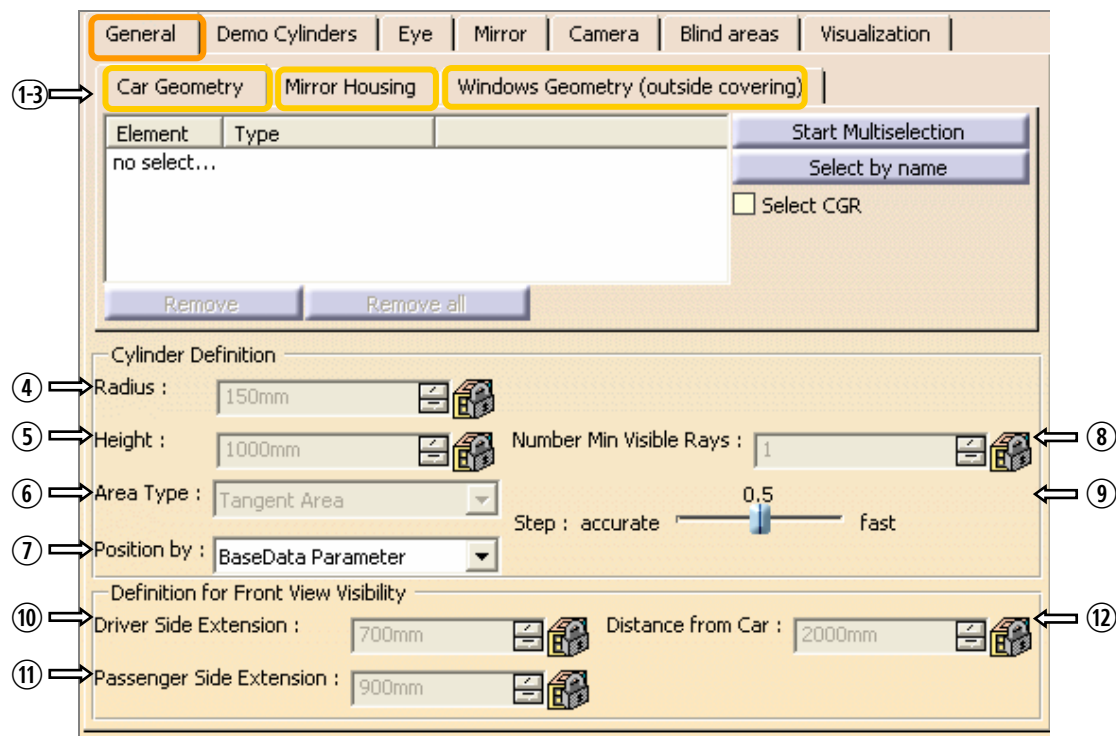 General Demo Cylinders Eye Mirror Camera Blind areas Visualization
1-3 Car Geometry Mirror Housing Windows Geometry (outside covering)
Element Type Start Multiselection
no select... Select by name
Select CGR
Remove Remove all
Cylinder Definition
4 Radius : 150mm
5 Height : 1000mm Number Min Visible Rays : 1 8
6 Area Type : Tangent Area 0,5 9
Step : accurate fast
7 Position by : BaseData Parameter
Definition for Front View Visibility
10 Driver Side Extension : 700mm Distance from Car : 2000mm 12
11 Passenger Side Extension : 900mm